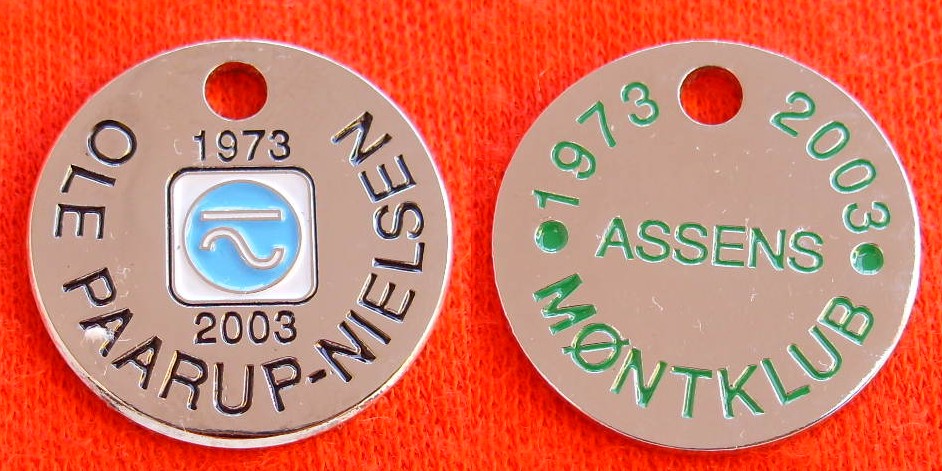 OLE PAARUP-NIELSEN
1973
2003
1973 2003
ASSENS
MØNTKLUB